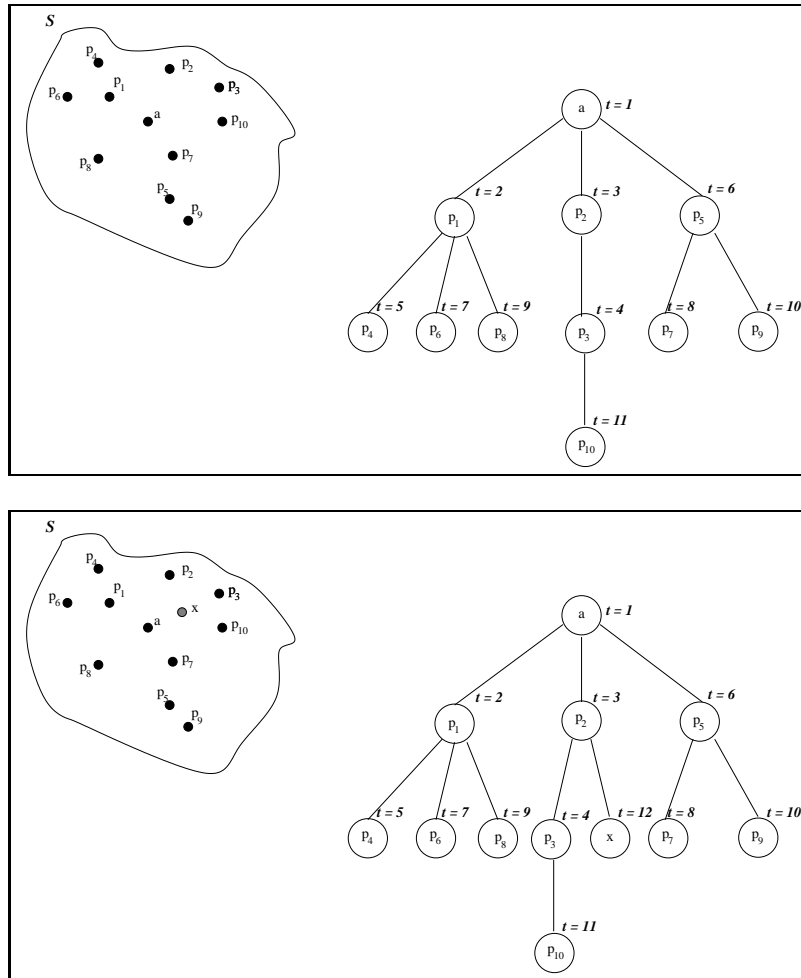 S
p4
p2
p3
p6
p1
a
p10
p8
p7
p5
p9
a
t = 1
t = 2
t = 3
t = 6
p1
p2
p5
t = 5
t = 7
t = 9
t = 4
t = 8
t = 10
p4
p6
p8
p3
p7
p9
t = 11
p10
S
p4
p2
p3
p6
p1
x
a
p10
p8
p7
p5
p9
a
t = 1
t = 2
t = 3
t = 6
p1
p2
p5
t = 5
t = 7
t = 9
t = 4
t = 12
t = 8
t = 10
p4
p6
p8
p3
x
p7
p9
t = 11
p10